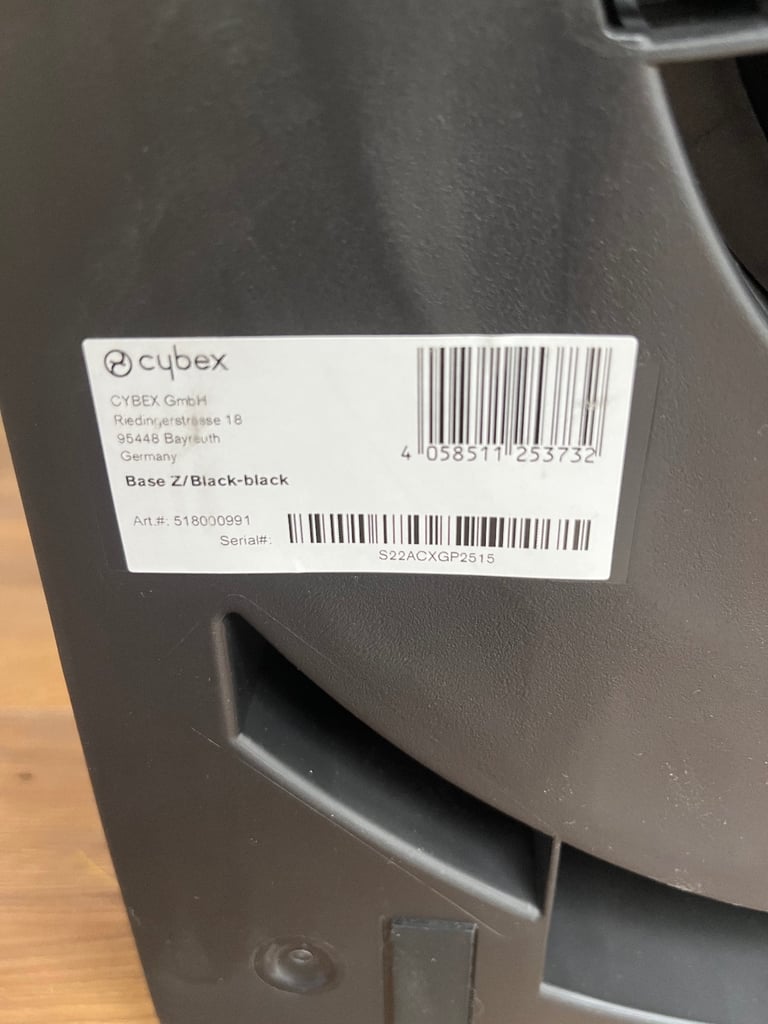 cybex
CYBEX GmbH
Riedingerstrasse 18
95448 Bayreuth
Germany
4 058511 253732
Base Z/Black-black
Art.#: 518000991
Serial#:
S22ACXGP2515